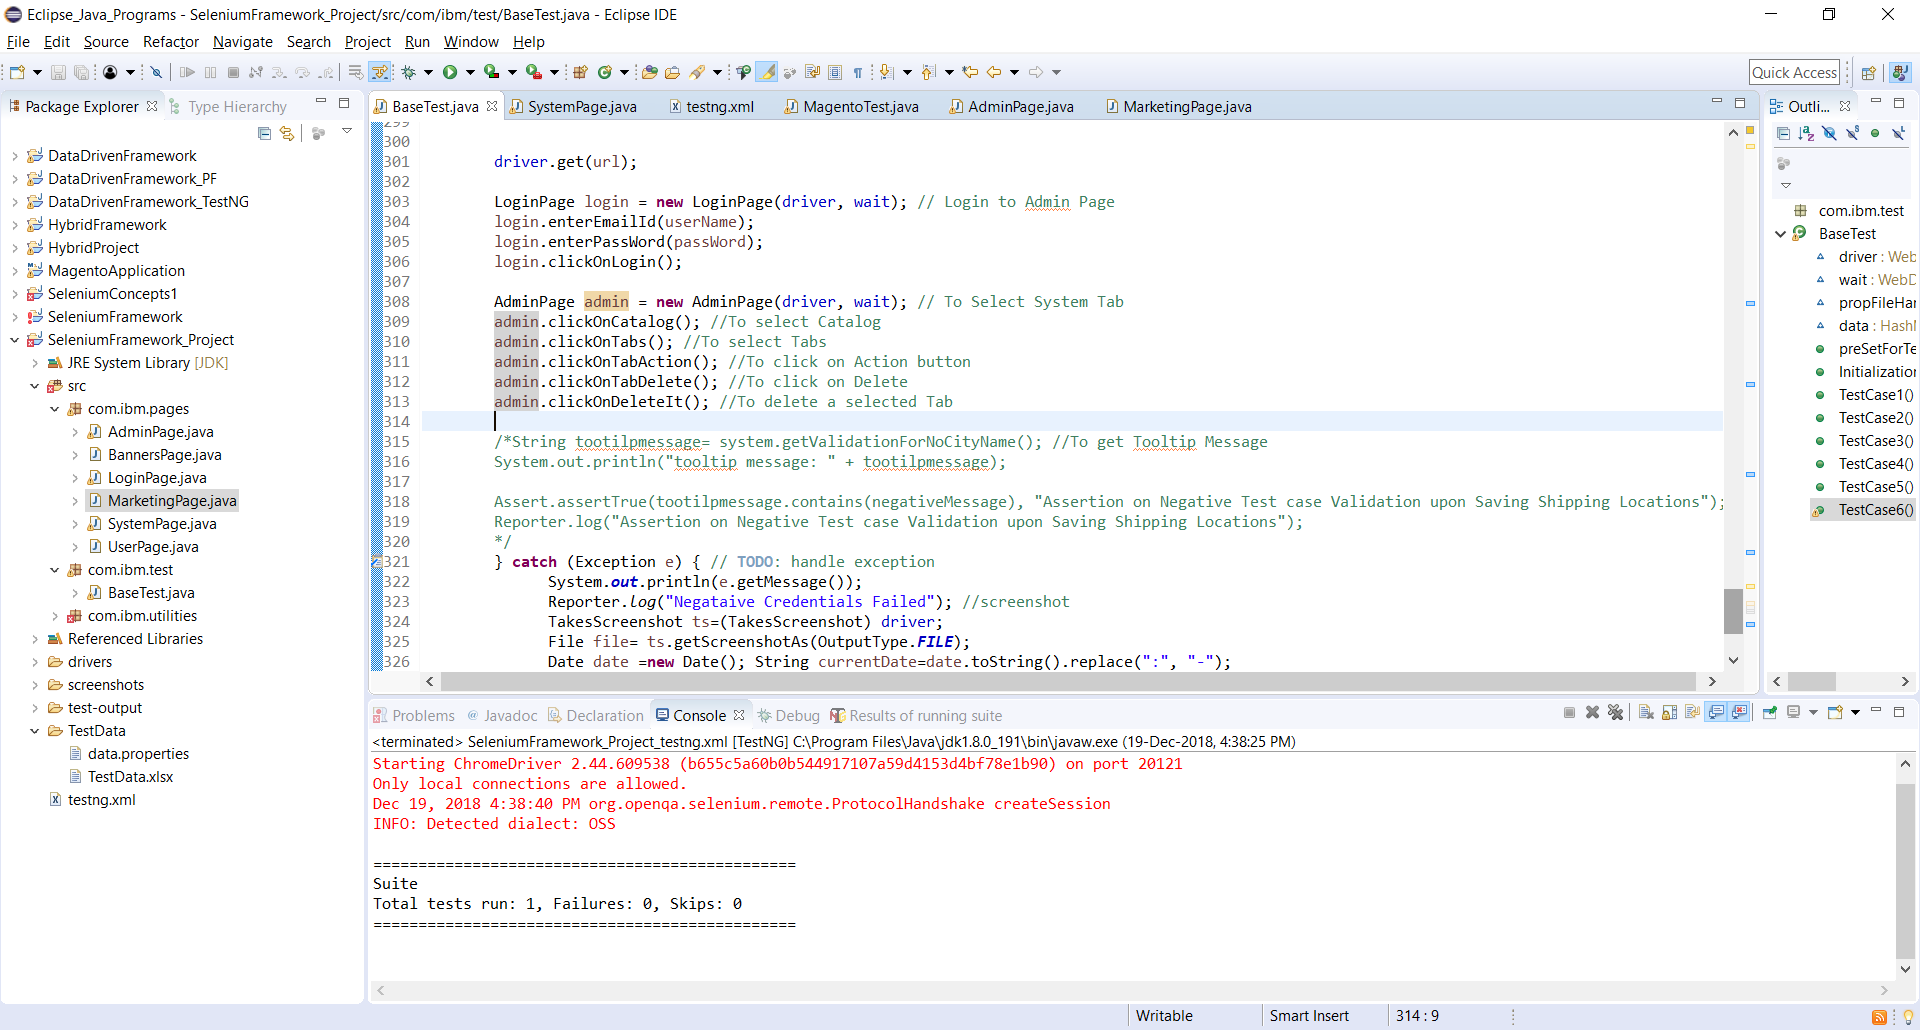 Eclipse_Java_Programs - SeleniumFramework_Project/src/com/ibm/test/BaseTest.java - Eclipse IDE
File Edit Source Refactor Navigate Search Project Run Window Help
Quick Access
Package Explorer Type Hierarchy
DataDrivenFramework
DataDrivenFramework_PF
DataDrivenFramework_TestNG
HybridFramework
HybridProject
MagentoApplication
SeleniumConcepts1
SeleniumFramework
SeleniumFramework_Project
JRE System Library [JDK]
src
com.ibm.pages
AdminPage.java
BannersPage.java
LoginPage.java
MarketingPage.java
SystemPage.java
UserPage.java
com.ibm.test
BaseTest.java
com.ibm.utilities
Referenced Libraries
drivers
screenshots
test-output
TestData
data.properties
TestData.xlsx
testng.xml
BaseTest.java SystemPage.java testng.xml MagentoTest.java AdminPage.java MarketingPage.java
299
300
301 driver.get(url);
302
303 LoginPage login = new LoginPage(driver, wait); // Login to Admin Page
304 login.enterEmailId(userName);
305 login.enterPassWord(passWord);
306 login.clickOnLogin();
307
308 AdminPage admin = new AdminPage(driver, wait); // To Select System Tab
309 admin.clickOnCatalog(); //To select Catalog
310 admin.clickOnTabs(); //To select Tabs
311 admin.clickOnTabAction(); //To click on Action button
312 admin.clickOnTabDelete(); //To click on Delete
313 admin.clickOnDeleteIt(); //To delete a selected Tab
314
315 /*String tootilpmessage= system.getValidationForNoCityName(); //To get Tooltip Message
316 System.out.println("tooltip message: " + tootilpmessage);
317
318 Assert.assertTrue(tootilpmessage.contains(negativeMessage), "Assertion on Negative Test case Validation upon Saving Shipping Locations");
319 Reporter.log("Assertion on Negative Test case Validation upon Saving Shipping Locations");
320 */
321 } catch (Exception e) { // TODO: handle exception
322 System.out.println(e.getMessage());
323 Reporter.log("Negataive Credentials Failed"); //screenshot
324 TakesScreenshot ts=(TakesScreenshot) driver;
325 File file= ts.getScreenshotAs(OutputType.FILE);
326 Date date =new Date(); String currentDate=date.toString().replace(":", "-");
Outli...
com.ibm.test
BaseTest
driver : Web
wait : WebD
propFileHar
data : HashM
preSetForTe
Initialization
TestCase1()
TestCase2()
TestCase3()
TestCase4()
TestCase5()
TestCase6()
Problems Javadoc Declaration Console Debug Results of running suite
<terminated> SeleniumFramework_Project_testng.xml [TestNG] C:\Program Files\Java\jdk1.8.0_191\bin\javaw.exe (19-Dec-2018, 4:38:25 PM)
Starting ChromeDriver 2.44.609538 (b655c5a60b0b544917107a59d4153d4bf78e1b90) on port 20121
Only local connections are allowed.
Dec 19, 2018 4:38:40 PM org.openqa.selenium.remote.ProtocolHandshake createSession
INFO: Detected dialect: OSS
===============================================
Suite
Total tests run: 1, Failures: 0, Skips: 0
===============================================
Writable Smart Insert 314 : 9